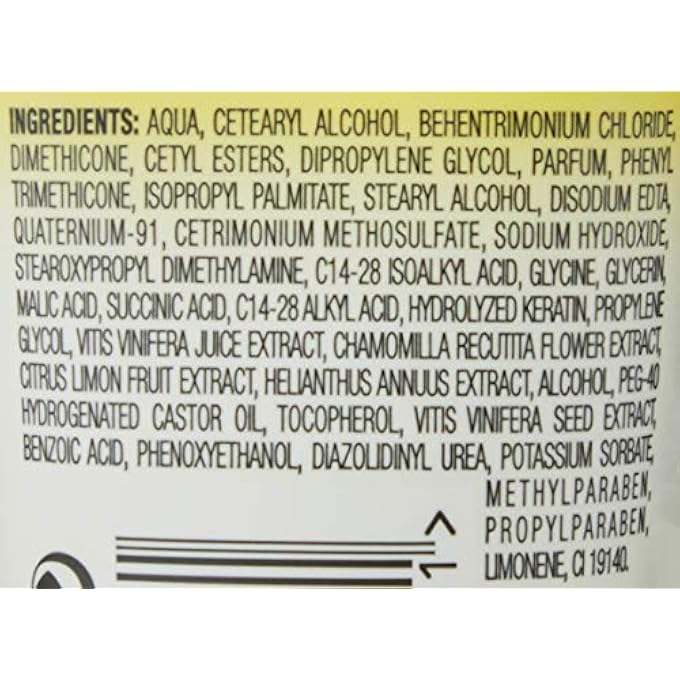 INGREDIENTS: AQUA, CETEARYL ALCOHOL, BEHENTRIMONIUM CHLORIDE,
DIMETHICONE, CETYL ESTERS, DIPROPYLENE GLYCOL, PARFUM, PHENYL
TRIMETHICONE, ISOPROPYL PALMITATE, STEARYL ALCOHOL, DISODIUM EDTA,
QUATERNIUM-91, CETRIMONIUM METHOSULFATE, SODIUM HYDROXIDE,
STEAROXYPROPYL DIMETHYLAMINE, C14-28 ISOALKYL ACID, GLYCINE, GLYCERIN,
MALIC ACID, SUCCINIC ACID, C14-28 ALKYL ACID, HYDROLYZED KERATIN, PROPYLENE
GLYCOL, VITIS VINIFERA JUICE EXTRACT, CHAMOMILLA RECUTITA FLOWER EXTRACT,
CITRUS LIMON FRUIT EXTRACT, HELIANTHUS ANNUUS EXTRACT, ALCOHOL, PEG-40
HYDROGENATED CASTOR OIL, TOCOPHEROL, VITIS VINIFERA SEED EXTRACT,
BENZOIC ACID, PHENOXYETHANOL, DIAZOLIDINYL UREA, POTASSIUM SORBATE,
METHYLPARABEN,
PROPYLPARABEN,
LIMONENE, CI 19140.